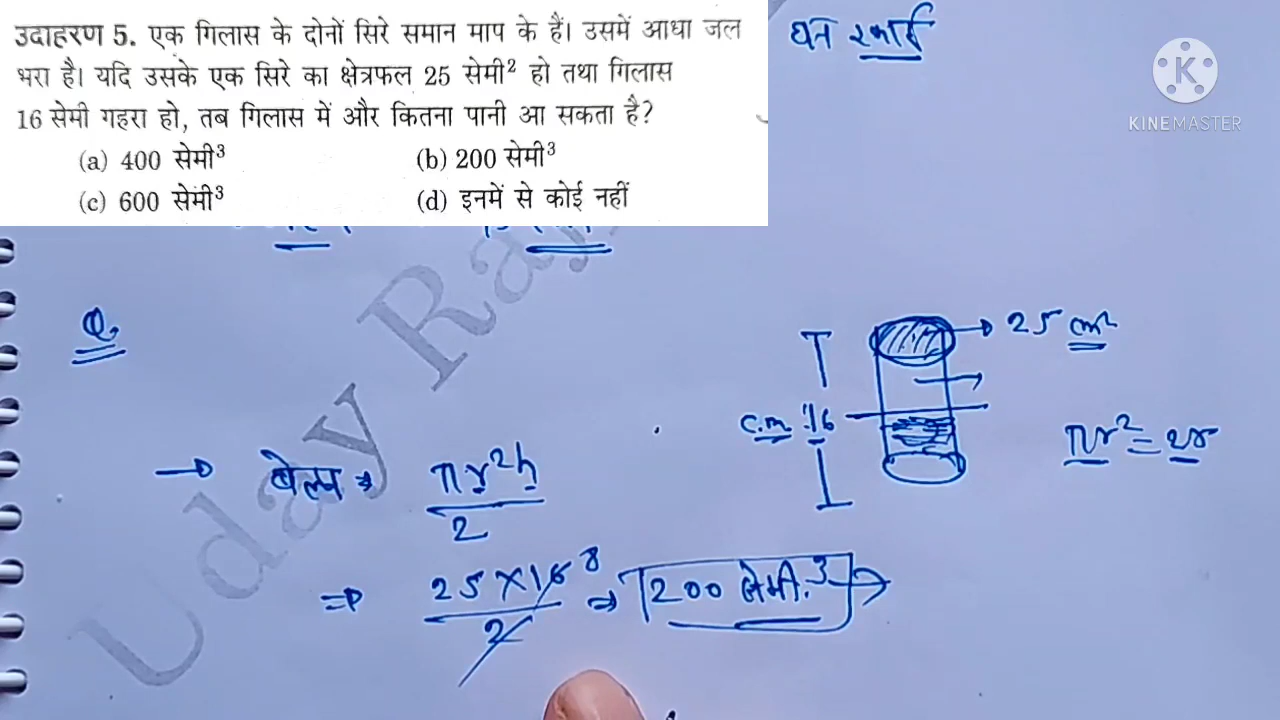 उदाहरण 5. एक गिलास के दोनों सिरे समान माप के हैं। उसमें आधा जल
भरा है। यदि उसके एक सिरे का क्षेत्रफल 25 सेमी² हो तथा गिलास
16 सेमी गहरा हो, तब गिलास में और कितना पानी आ सकता है?
(a) 400 सेमी³ (b) 200 सेमी³
(c) 600 सेमी³ (d) इनमें से कोई नहीं
घन इकाई
K
KINEMASTER
Uday Raj
Q.
25 cm²
c.m 16
πr² = 25
→ बेलन ⇒ πr²h / 2
⇒ 25 × 16 8 / 2 ⇒ 200 सेमी.³ →